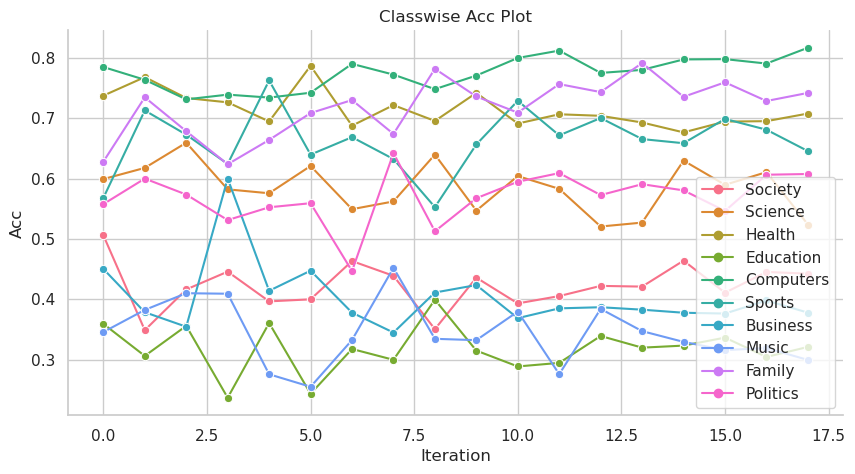 Classwise Acc Plot
Acc
0.8
0.7
0.6
0.5
0.4
0.3
Society
Science
Health
Education
Computers
Sports
Business
Music
Family
Politics
0.0 2.5 5.0 7.5 10.0 12.5 15.0 17.5
Iteration